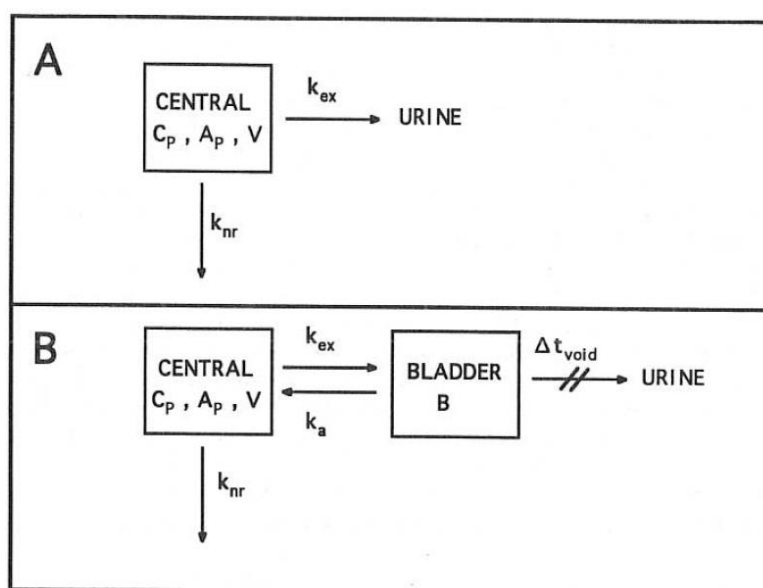 A
CENTRAL
C_P , A_P , V
k_ex
URINE
k_nr
B
CENTRAL
C_P , A_P , V
k_ex
k_a
BLADDER
B
Δt_void
URINE
k_nr